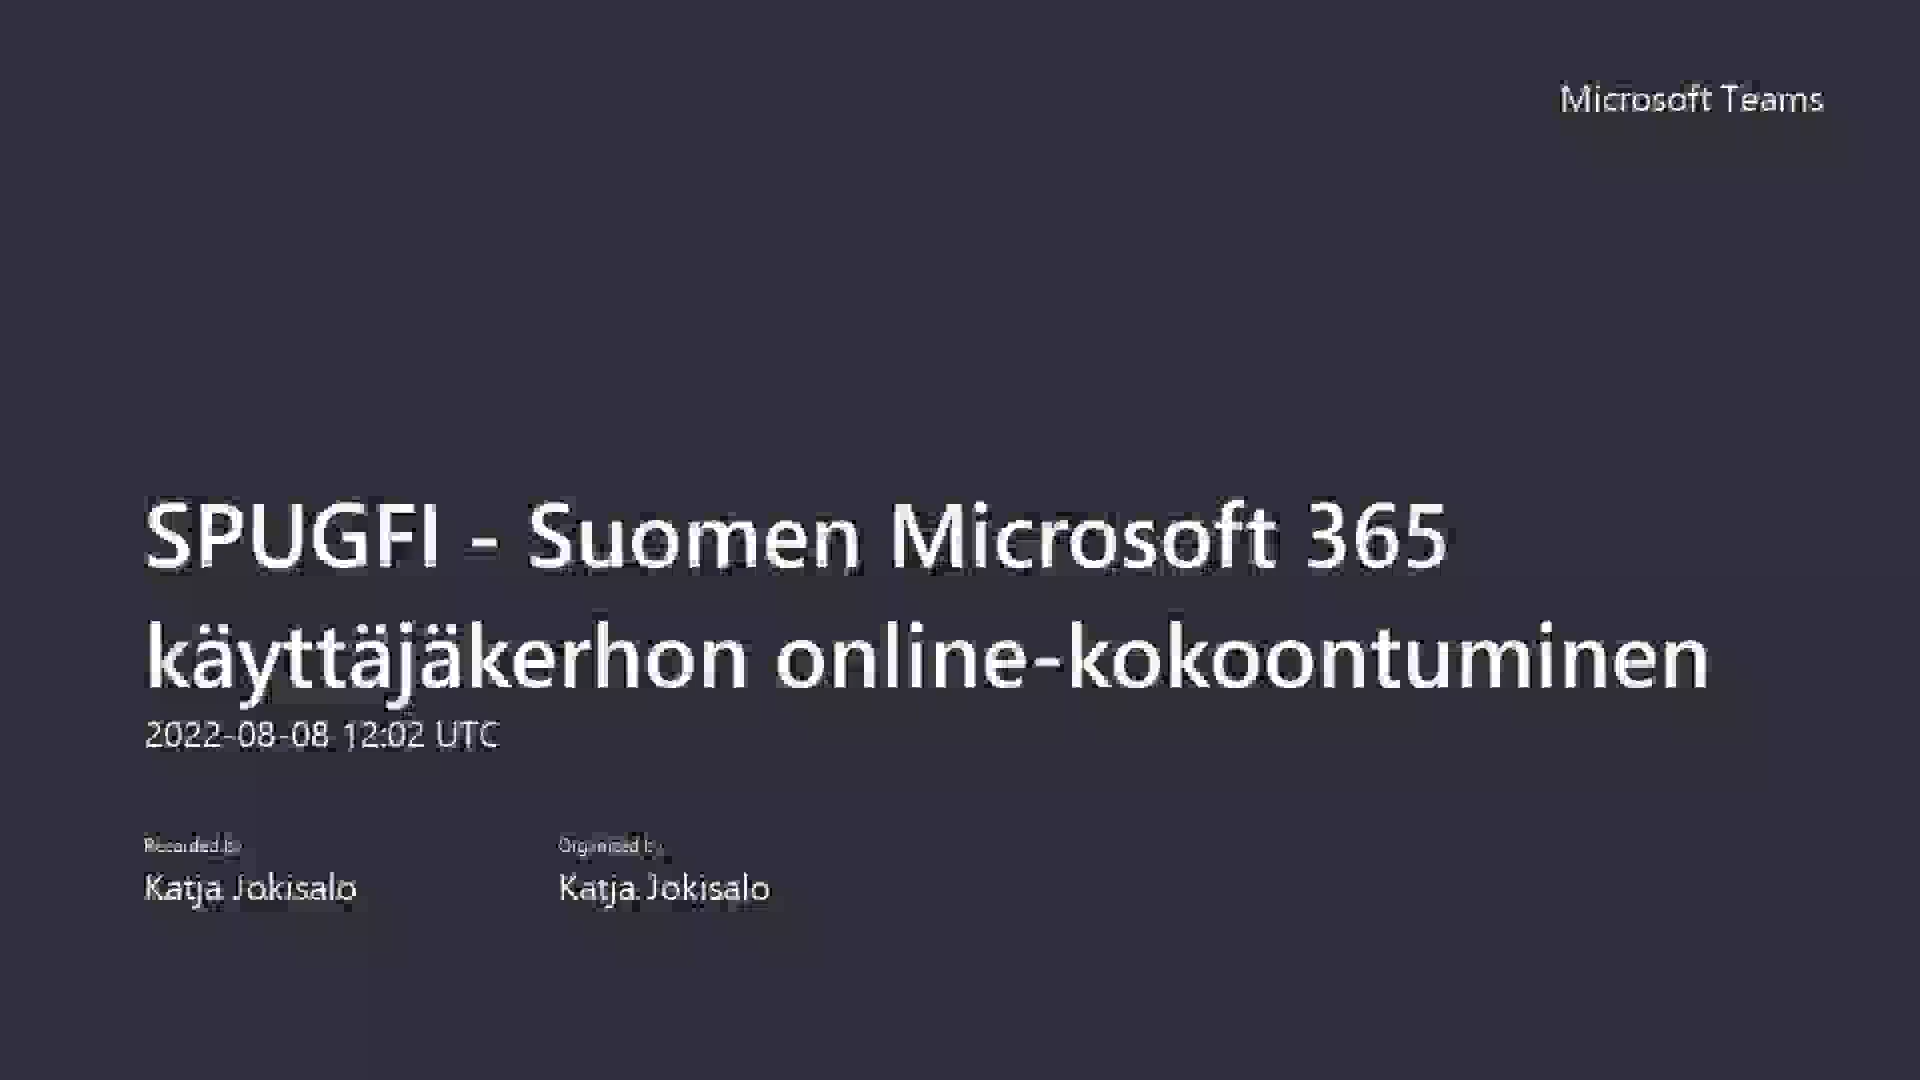 Microsoft Teams
SPUGFI - Suomen Microsoft 365
käyttäjäkerhon online-kokoontuminen
2022-08-08 12:02 UTC
Recorded by
Organized by
Katja Jokisalo
Katja Jokisalo